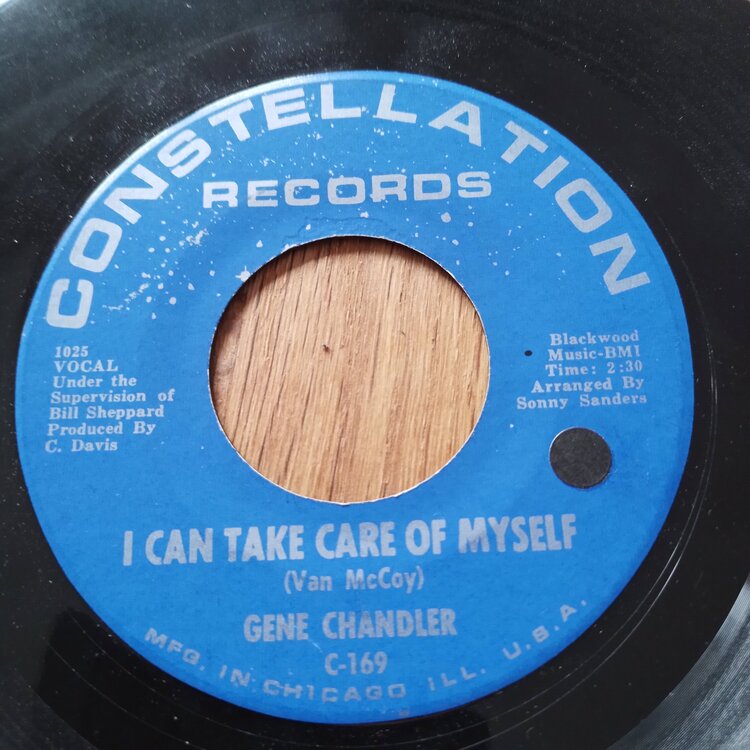 CONSTELLATION
RECORDS
1025
VOCAL
Under the
Supervision of
Bill Sheppard
Produced By
C. Davis
Blackwood
Music-BMI
Time: 2:30
Arranged By
Sonny Sanders
I CAN TAKE CARE OF MYSELF
(Van McCoy)
GENE CHANDLER
C-169
MFG. IN CHICAGO ILL. U.S.A.